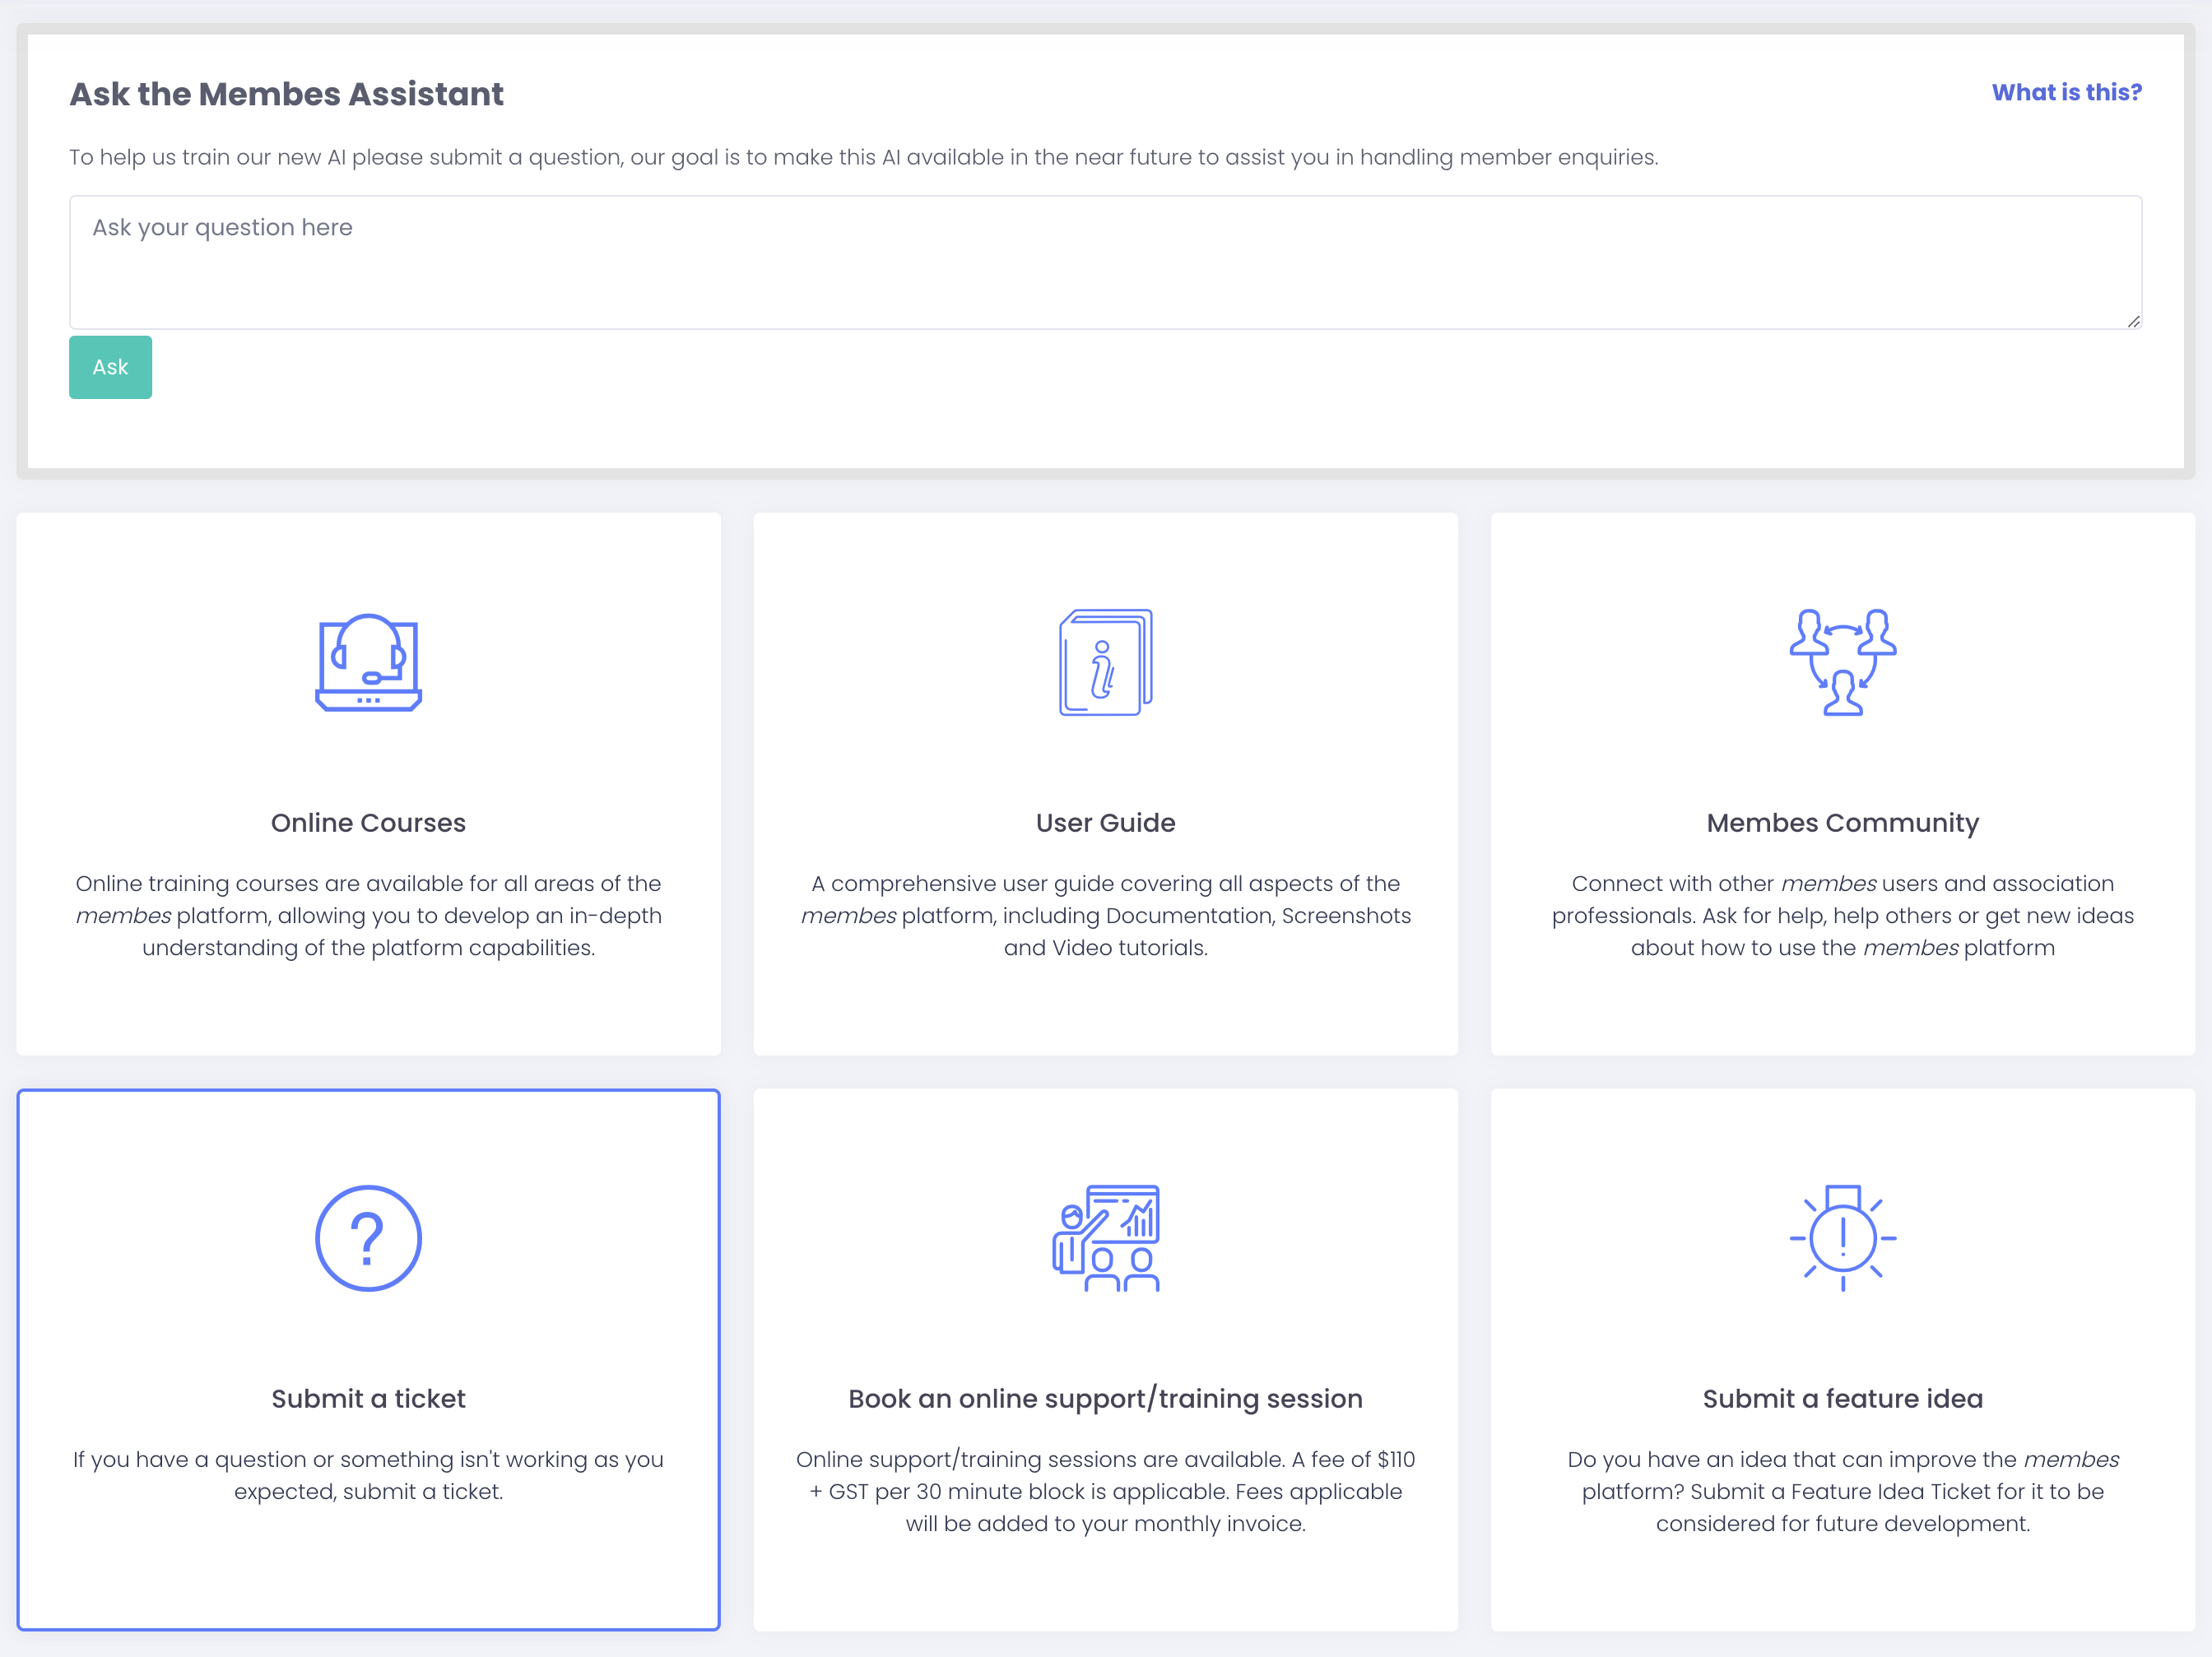 Ask the Membes Assistant
What is this?
To help us train our new AI please submit a question, our goal is to make this AI available in the near future to assist you in handling member enquiries.
Ask your question here
Ask
Online Courses
Online training courses are available for all areas of the
membes platform, allowing you to develop an in-depth
understanding of the platform capabilities.
User Guide
A comprehensive user guide covering all aspects of the
membes platform, including Documentation, Screenshots
and Video tutorials.
Membes Community
Connect with other membes users and association
professionals. Ask for help, help others or get new ideas
about how to use the membes platform
Submit a ticket
If you have a question or something isn't working as you
expected, submit a ticket.
Book an online support/training session
Online support/training sessions are available. A fee of $110
+ GST per 30 minute block is applicable. Fees applicable
will be added to your monthly invoice.
Submit a feature idea
Do you have an idea that can improve the membes
platform? Submit a Feature Idea Ticket for it to be
considered for future development.